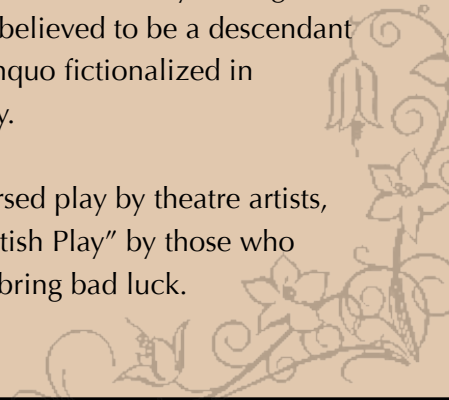 believed to be a descendant
nquo fictionalized in
y.
rsed play by theatre artists,
tish Play” by those who
bring bad luck.